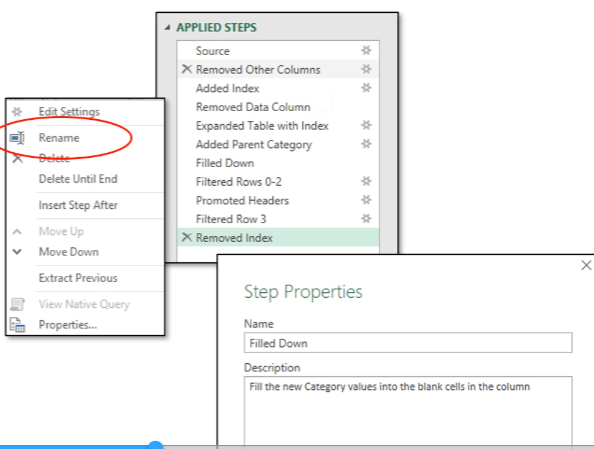 APPLIED STEPS
Source
Removed Other Columns
Added Index
Removed Data Column
Expanded Table with Index
Added Parent Category
Filled Down
Filtered Rows 0-2
Promoted Headers
Filtered Row 3
Removed Index
Edit Settings
Rename
Delete
Delete Until End
Insert Step After
Move Up
Move Down
Extract Previous
View Native Query
Properties...
Step Properties
Name
Filled Down
Description
Fill the new Category values into the blank cells in the column